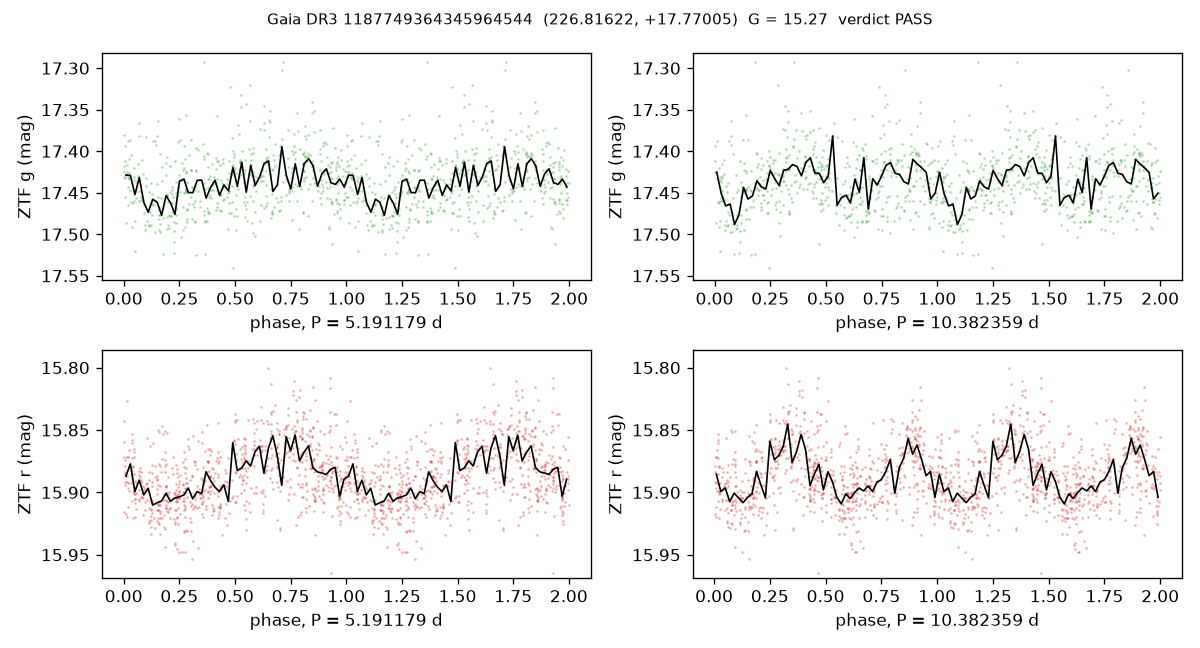 Gaia DR3 1187749364345964544  (226.81622, +17.77005)  G = 15.27  verdict PASS
ZTF g (mag)
17.30
17.35
17.40
17.45
17.50
17.55
0.00 0.25 0.50 0.75 1.00 1.25 1.50 1.75 2.00
phase, P = 5.191179 d
ZTF g (mag)
17.30
17.35
17.40
17.45
17.50
17.55
0.00 0.25 0.50 0.75 1.00 1.25 1.50 1.75 2.00
phase, P = 10.382359 d
ZTF r (mag)
15.80
15.85
15.90
15.95
0.00 0.25 0.50 0.75 1.00 1.25 1.50 1.75 2.00
phase, P = 5.191179 d
ZTF r (mag)
15.80
15.85
15.90
15.95
0.00 0.25 0.50 0.75 1.00 1.25 1.50 1.75 2.00
phase, P = 10.382359 d